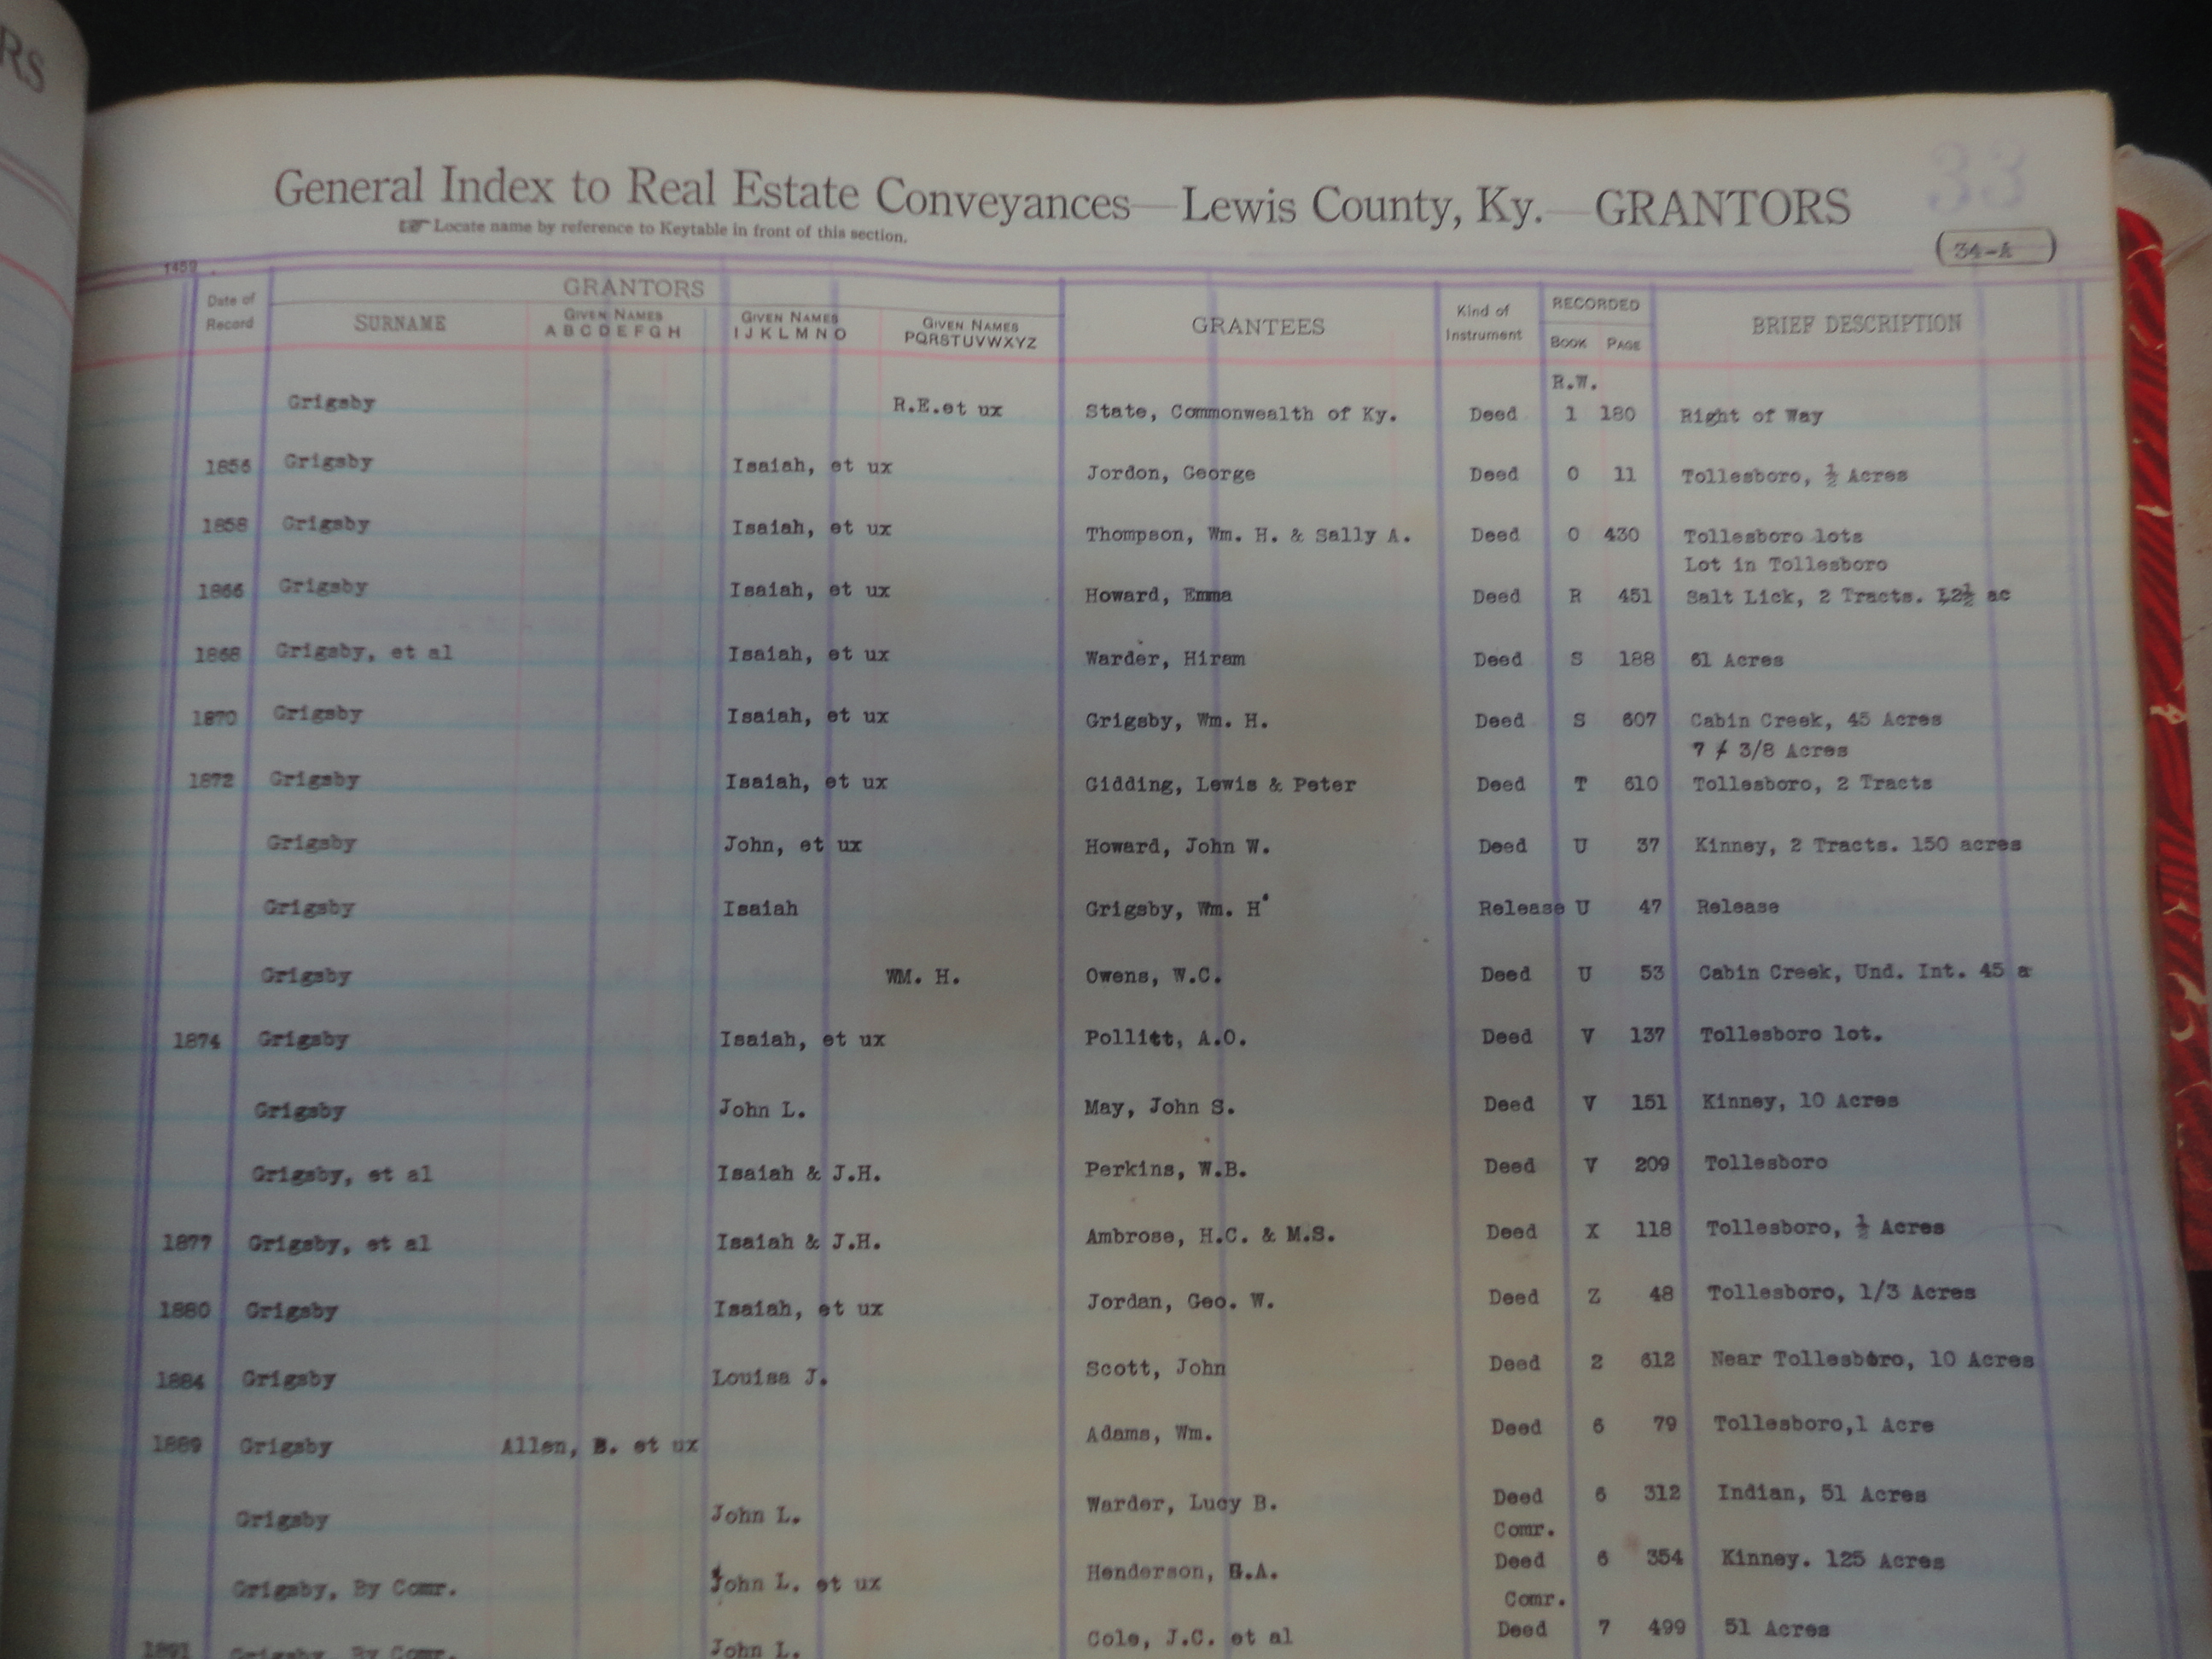 RS
33
General Index to Real Estate Conveyances—Lewis County, Ky.—GRANTORS
☞ Locate name by reference to Keytable in front of this section.
(34-A)
GRANTORS
Date of Record SURNAME GIVEN NAMES ABCDEFGH GIVEN NAMES IJKLMNO GIVEN NAMES PQRSTUVWXYZ GRANTEES Kind of Instrument RECORDED BOOK PAGE BRIEF DESCRIPTION
R.W.
Grigsby R.E.et ux State, Commonwealth of Ky. Deed 1 180 Right of Way
1856 Grigsby Isaiah, et ux Jordon, George Deed O 11 Tollesboro, ½ Acres
1858 Grigsby Isaiah, et ux Thompson, Wm. H. & Sally A. Deed O 430 Tollesboro lots
Lot in Tollesboro
1866 Grigsby Isaiah, et ux Howard, Emma Deed R 451 Salt Lick, 2 Tracts. 12½ ac
1868 Grigsby, et al Isaiah, et ux Warder, Hiram Deed S 188 61 Acres
1870 Grigsby Isaiah, et ux Grigsby, Wm. H. Deed S 607 Cabin Creek, 45 Acres
7 / 3/8 Acres
1872 Grigsby Isaiah, et ux Gidding, Lewis & Peter Deed T 610 Tollesboro, 2 Tracts
Grigsby John, et ux Howard, John W. Deed U 37 Kinney, 2 Tracts. 150 acres
Grigsby Isaiah Grigsby, Wm. H. Release U 47 Release
Grigsby WM. H. Owens, W.C. Deed U 53 Cabin Creek, Und. Int. 45 a
1874 Grigsby Isaiah, et ux Pollitt, A.O. Deed V 137 Tollesboro lot.
Grigsby John L. May, John S. Deed V 151 Kinney, 10 Acres
Grigsby, et al Isaiah & J.H. Perkins, W.B. Deed V 209 Tollesboro
1877 Grigsby, et al Isaiah & J.H. Ambrose, H.C. & M.S. Deed X 118 Tollesboro, ½ Acres
1880 Grigsby Isaiah, et ux Jordan, Geo. W. Deed Z 48 Tollesboro, 1/3 Acres
1884 Grigsby Louisa J. Scott, John Deed 2 612 Near Tollesboro, 10 Acres
1889 Grigsby Allen, B. et ux Adams, Wm. Deed 6 79 Tollesboro,1 Acre
Grigsby John L. Warder, Lucy B. Deed 6 312 Indian, 51 Acres
Comr.
Grigsby, By Comr. John L. et ux Henderson, G.A. Deed 6 354 Kinney. 125 Acres
Comr.
1891 Grigsby, By Comr. John L. Cole, J.C. et al Deed 7 499 51 Acres